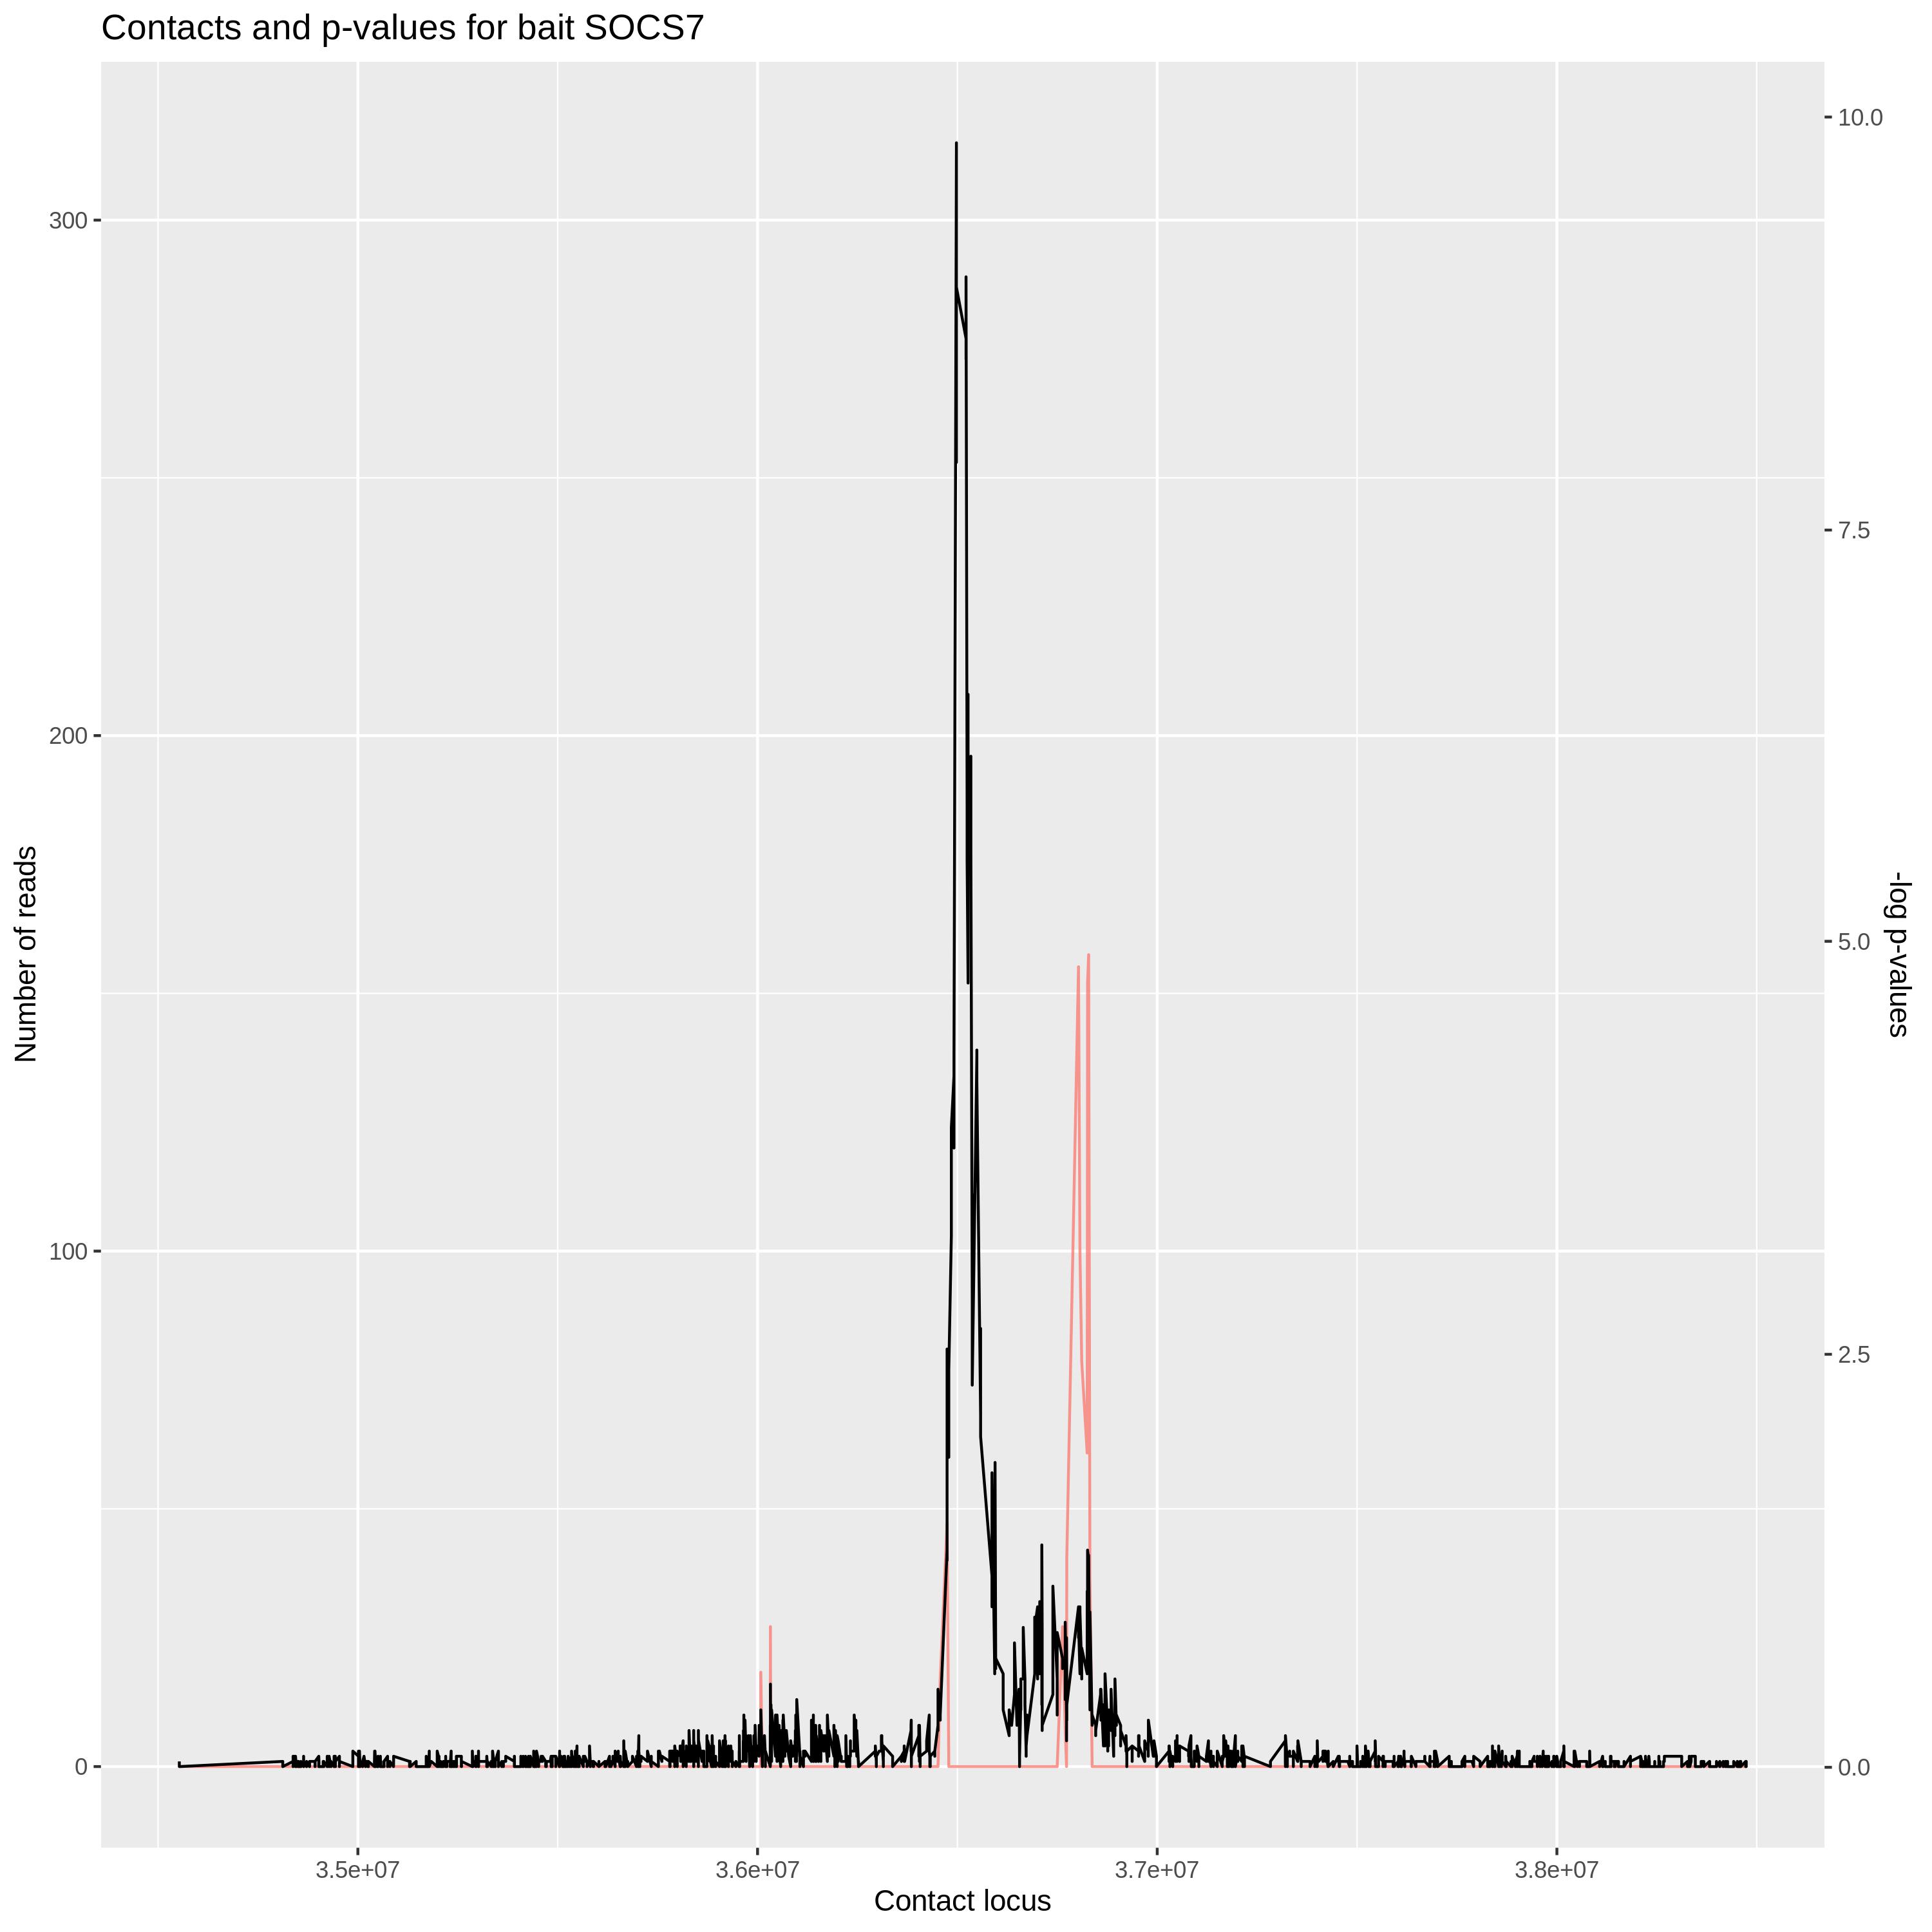 Contacts and p-values for bait SOCS7
300
200
100
0
Number of reads
10.0
7.5
5.0
2.5
0.0
-log p-values
3.5e+07
3.6e+07
3.7e+07
3.8e+07
Contact locus